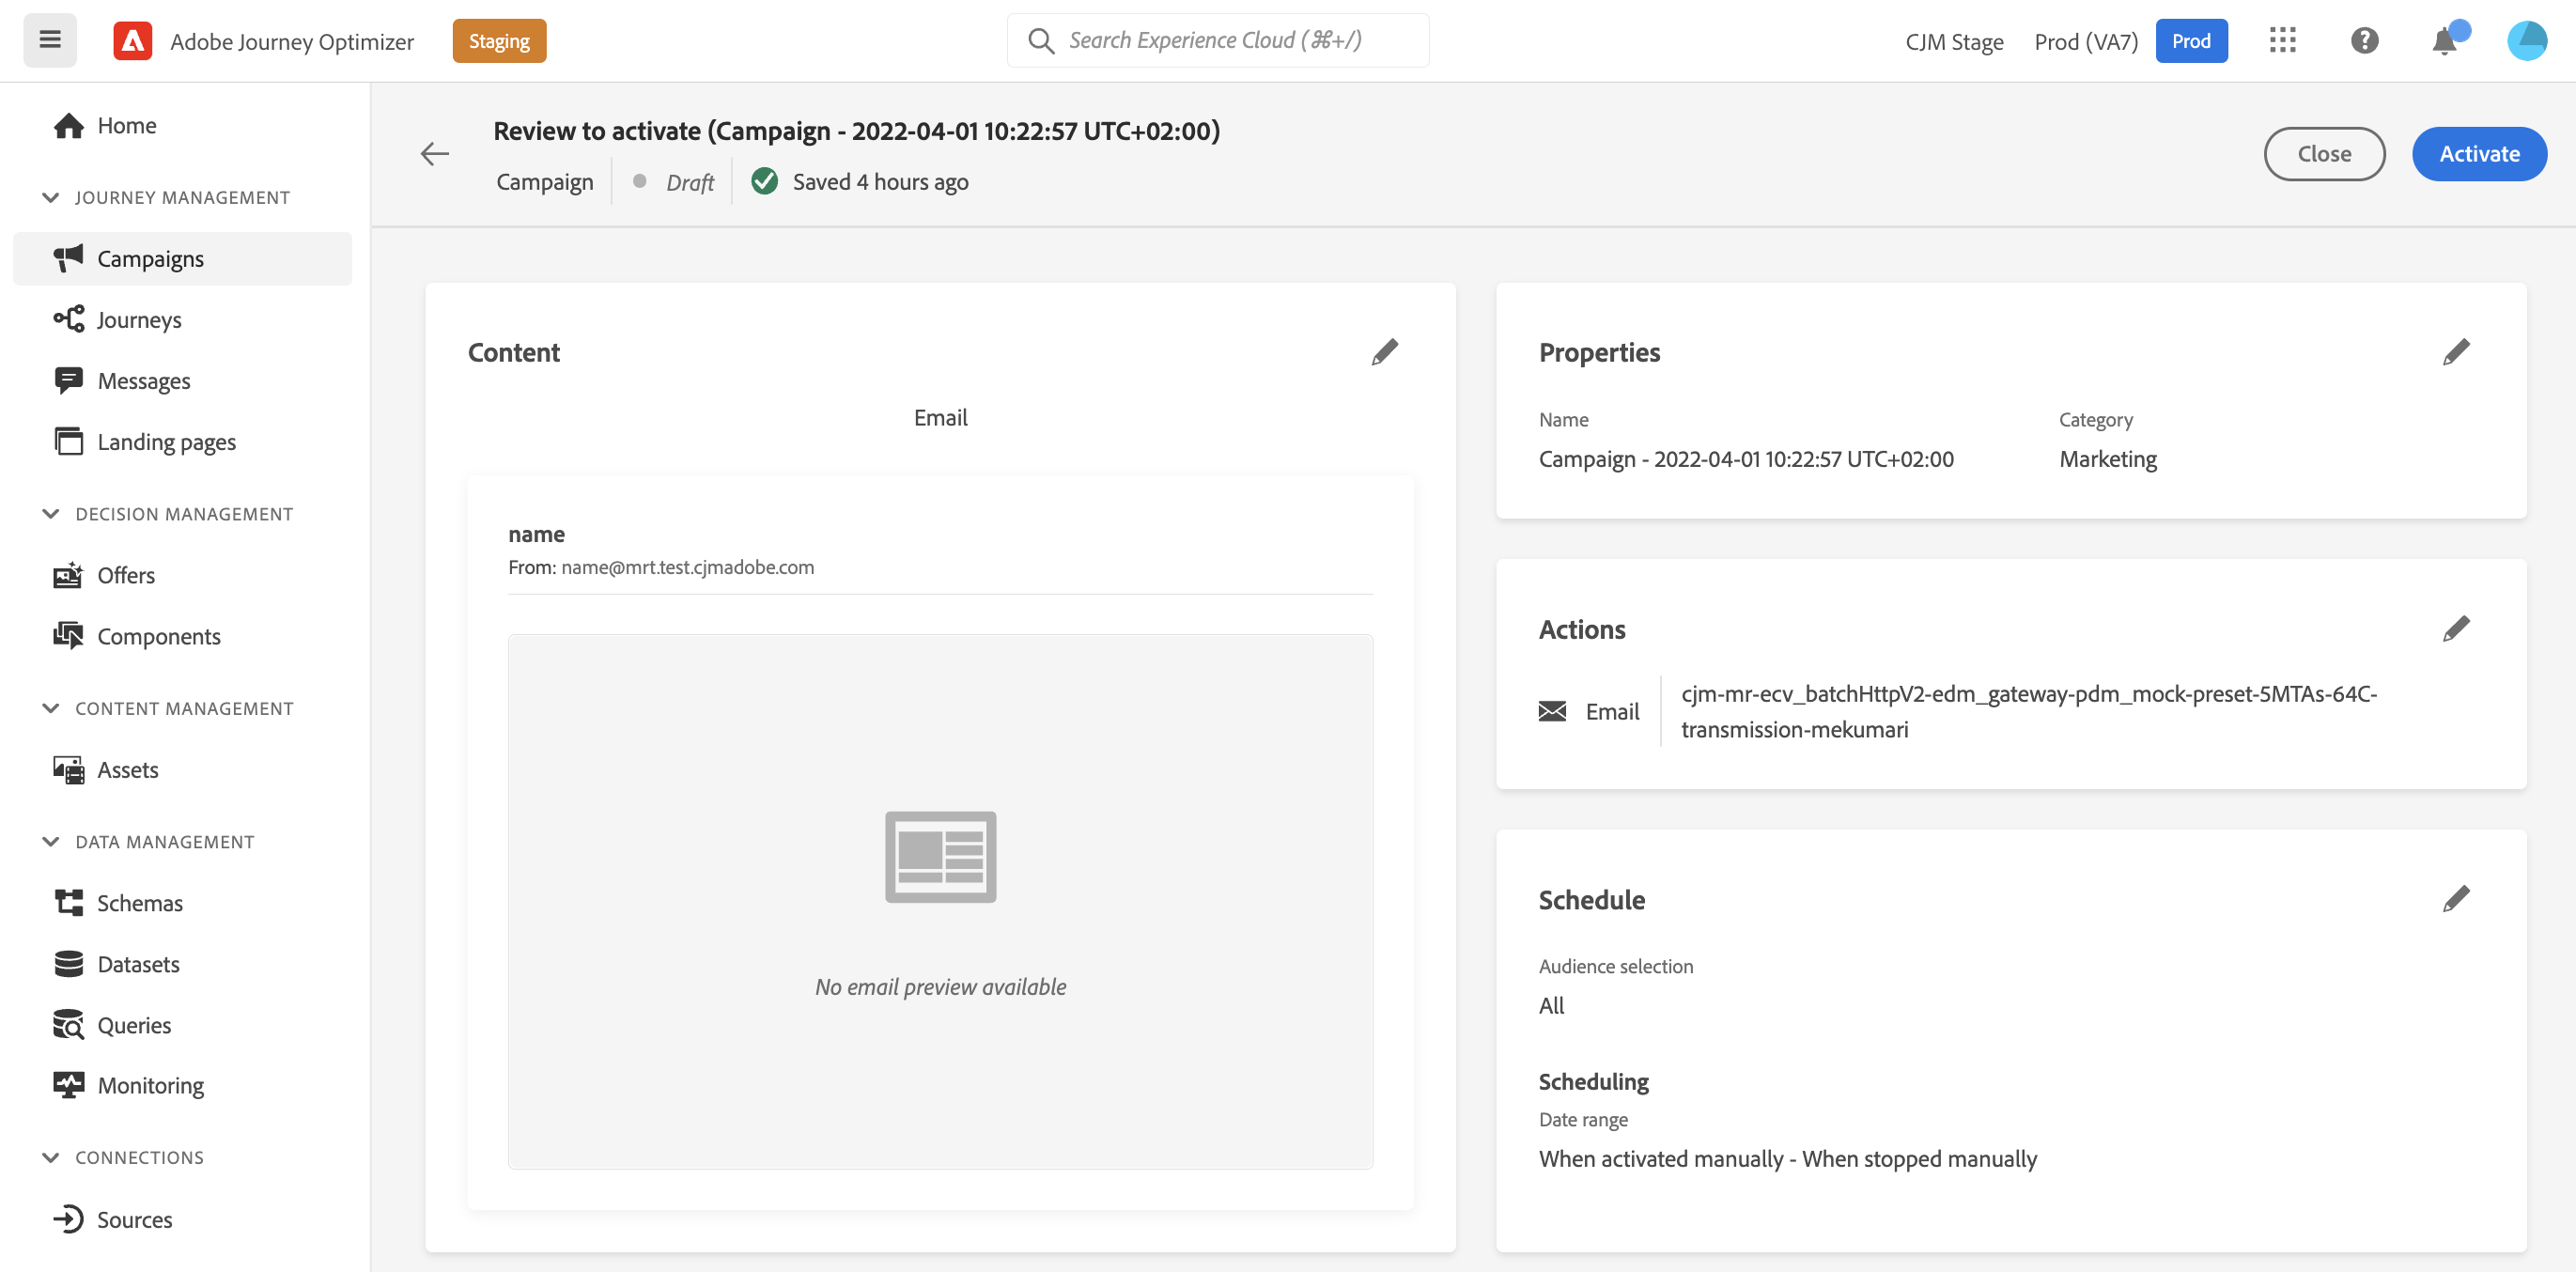 Adobe Journey Optimizer
Staging
Search Experience Cloud (⌘+/)
CJM Stage
Prod (VA7)
Prod
Home
JOURNEY MANAGEMENT
Campaigns
Journeys
Messages
Landing pages
DECISION MANAGEMENT
Offers
Components
CONTENT MANAGEMENT
Assets
DATA MANAGEMENT
Schemas
Datasets
Queries
Monitoring
CONNECTIONS
Sources
Review to activate (Campaign - 2022-04-01 10:22:57 UTC+02:00)
Campaign
Draft
Saved 4 hours ago
Close
Activate
Content
Email
name
From: name@mrt.test.cjmadobe.com
No email preview available
Properties
Name
Category
Campaign - 2022-04-01 10:22:57 UTC+02:00
Marketing
Actions
Email
cjm-mr-ecv_batchHttpV2-edm_gateway-pdm_mock-preset-5MTAs-64C-
transmission-mekumari
Schedule
Audience selection
All
Scheduling
Date range
When activated manually - When stopped manually